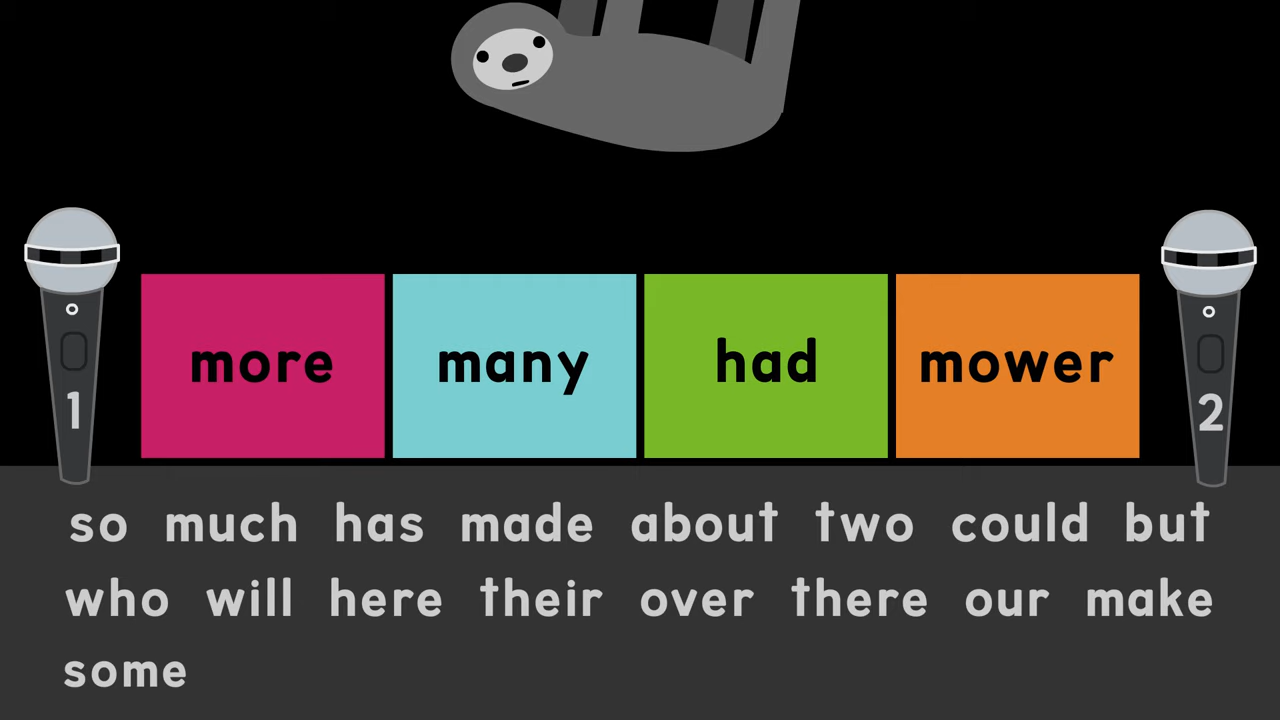 1 more many had mower 2
so much has made about two could but
who will here their over there our make
some